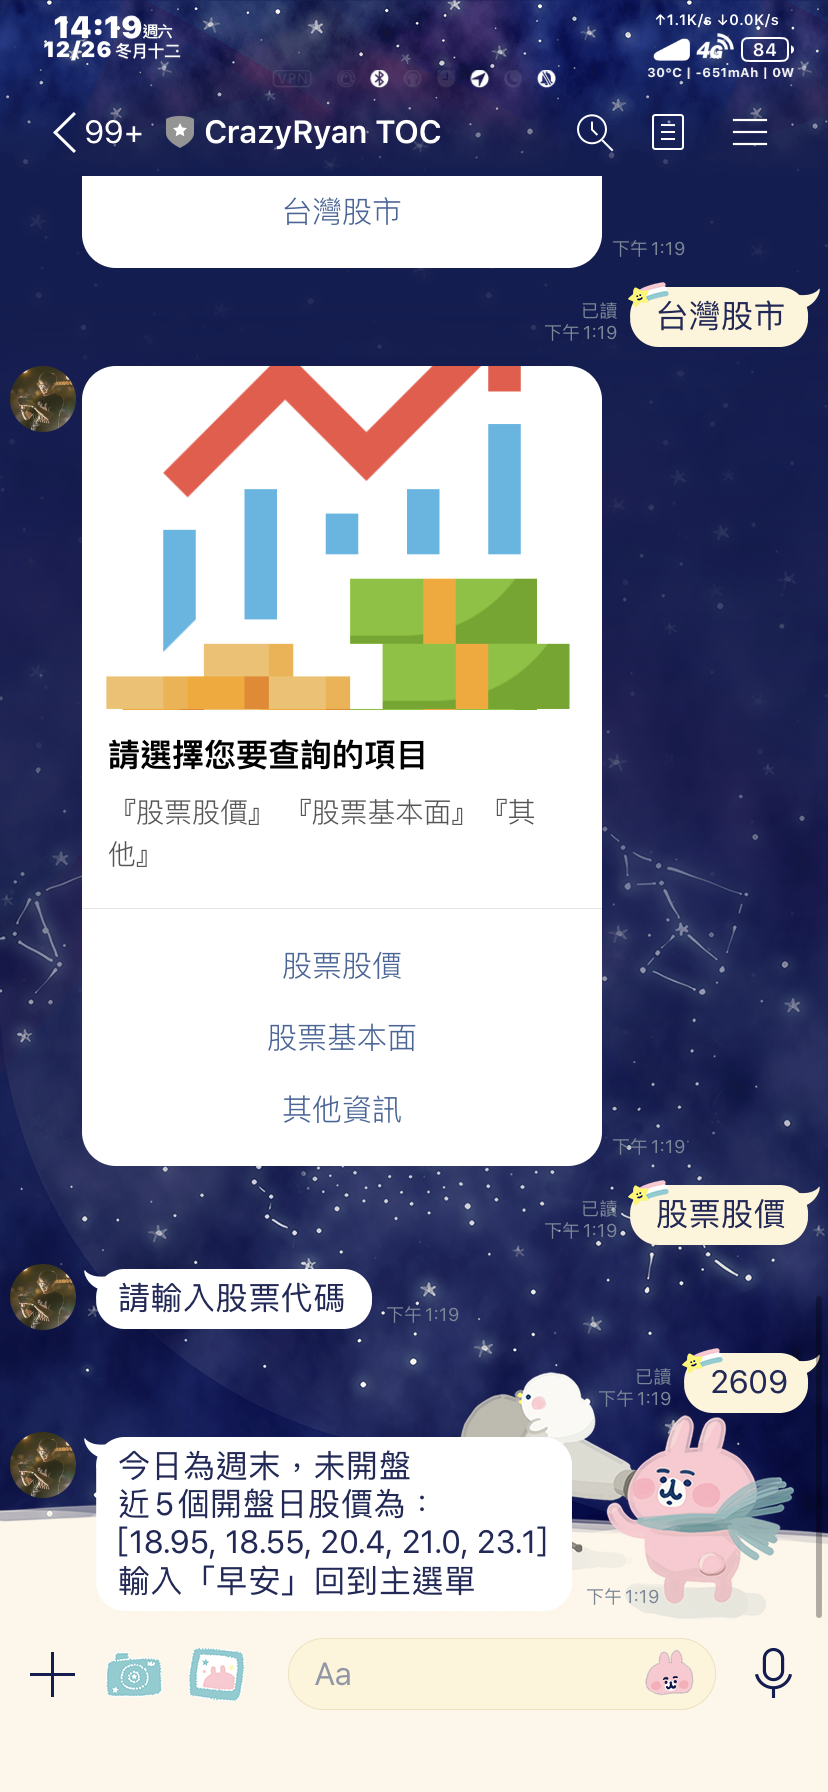 14:19週六
12/26 冬月十二
↑1.1K/s ↓0.0K/s
4G
84
30°C | -651mAh | 0W
VPN
99+
CrazyRyan TOC
台灣股市
下午 1:19
已讀
下午 1:19
台灣股市
請選擇您要查詢的項目
『股票股價』 『股票基本面』『其
他』
股票股價
股票基本面
其他資訊
下午 1:19
已讀
下午 1:19
股票股價
請輸入股票代碼
下午 1:19
已讀
下午 1:19
2609
今日為週末，未開盤
近5個開盤日股價為：
[18.95, 18.55, 20.4, 21.0, 23.1]
輸入「早安」回到主選單
下午 1:19
Aa